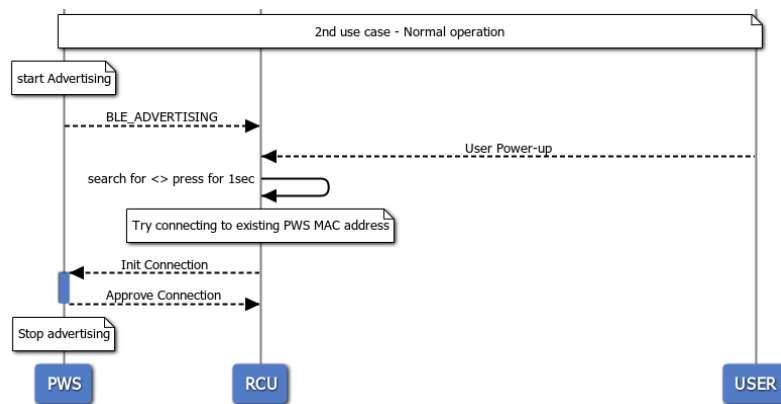 2nd use case - Normal operation
start Advertising
BLE_ADVERTISING
User Power-up
search for <> press for 1sec
Try connecting to existing PWS MAC address
Init Connection
Approve Connection
Stop advertising
PWS
RCU
USER